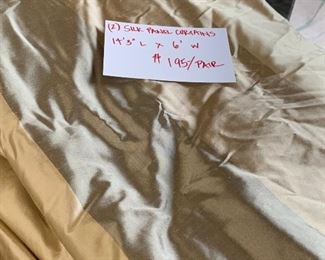 (2) SILK PANEL CURTAINS
14'3" L x 6' W
$195/PAIR